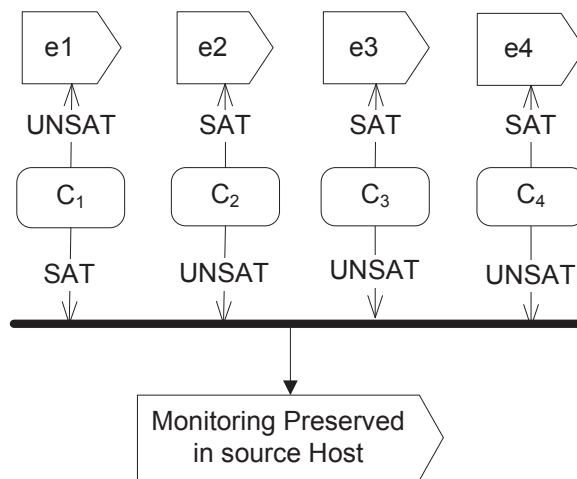 e1 e2 e3 e4
UNSAT SAT SAT SAT
C₁ C₂ C₃ C₄
SAT UNSAT UNSAT UNSAT
Monitoring Preserved
in source Host